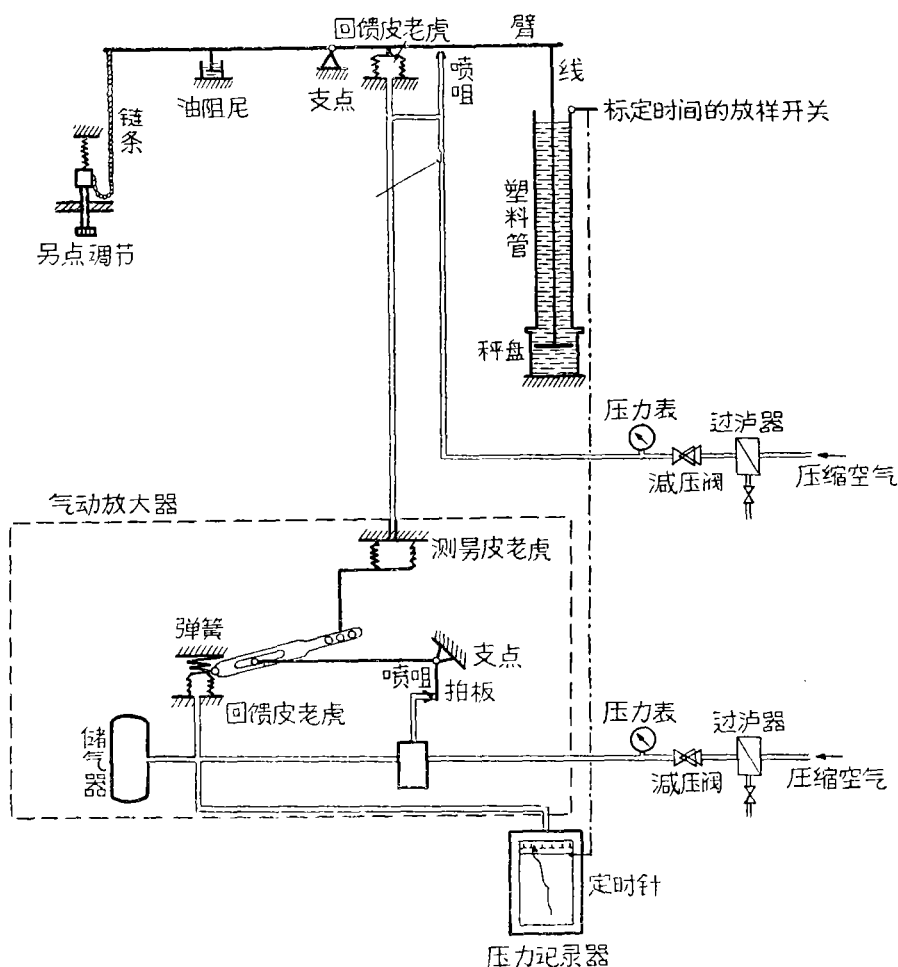 回馈皮老虎
臂
喷咀
线
油阻尼
支点
标定时间的放样开关
链条
塑料管
另点调节
秤盘
压力表
过泸器
减压阀
压缩空气
气动放大器
测男皮老虎
弹簧
喷咀
支点
拍板
回馈皮老虎
储气器
压力表
过泸器
减压阀
压缩空气
定时针
压力记录器